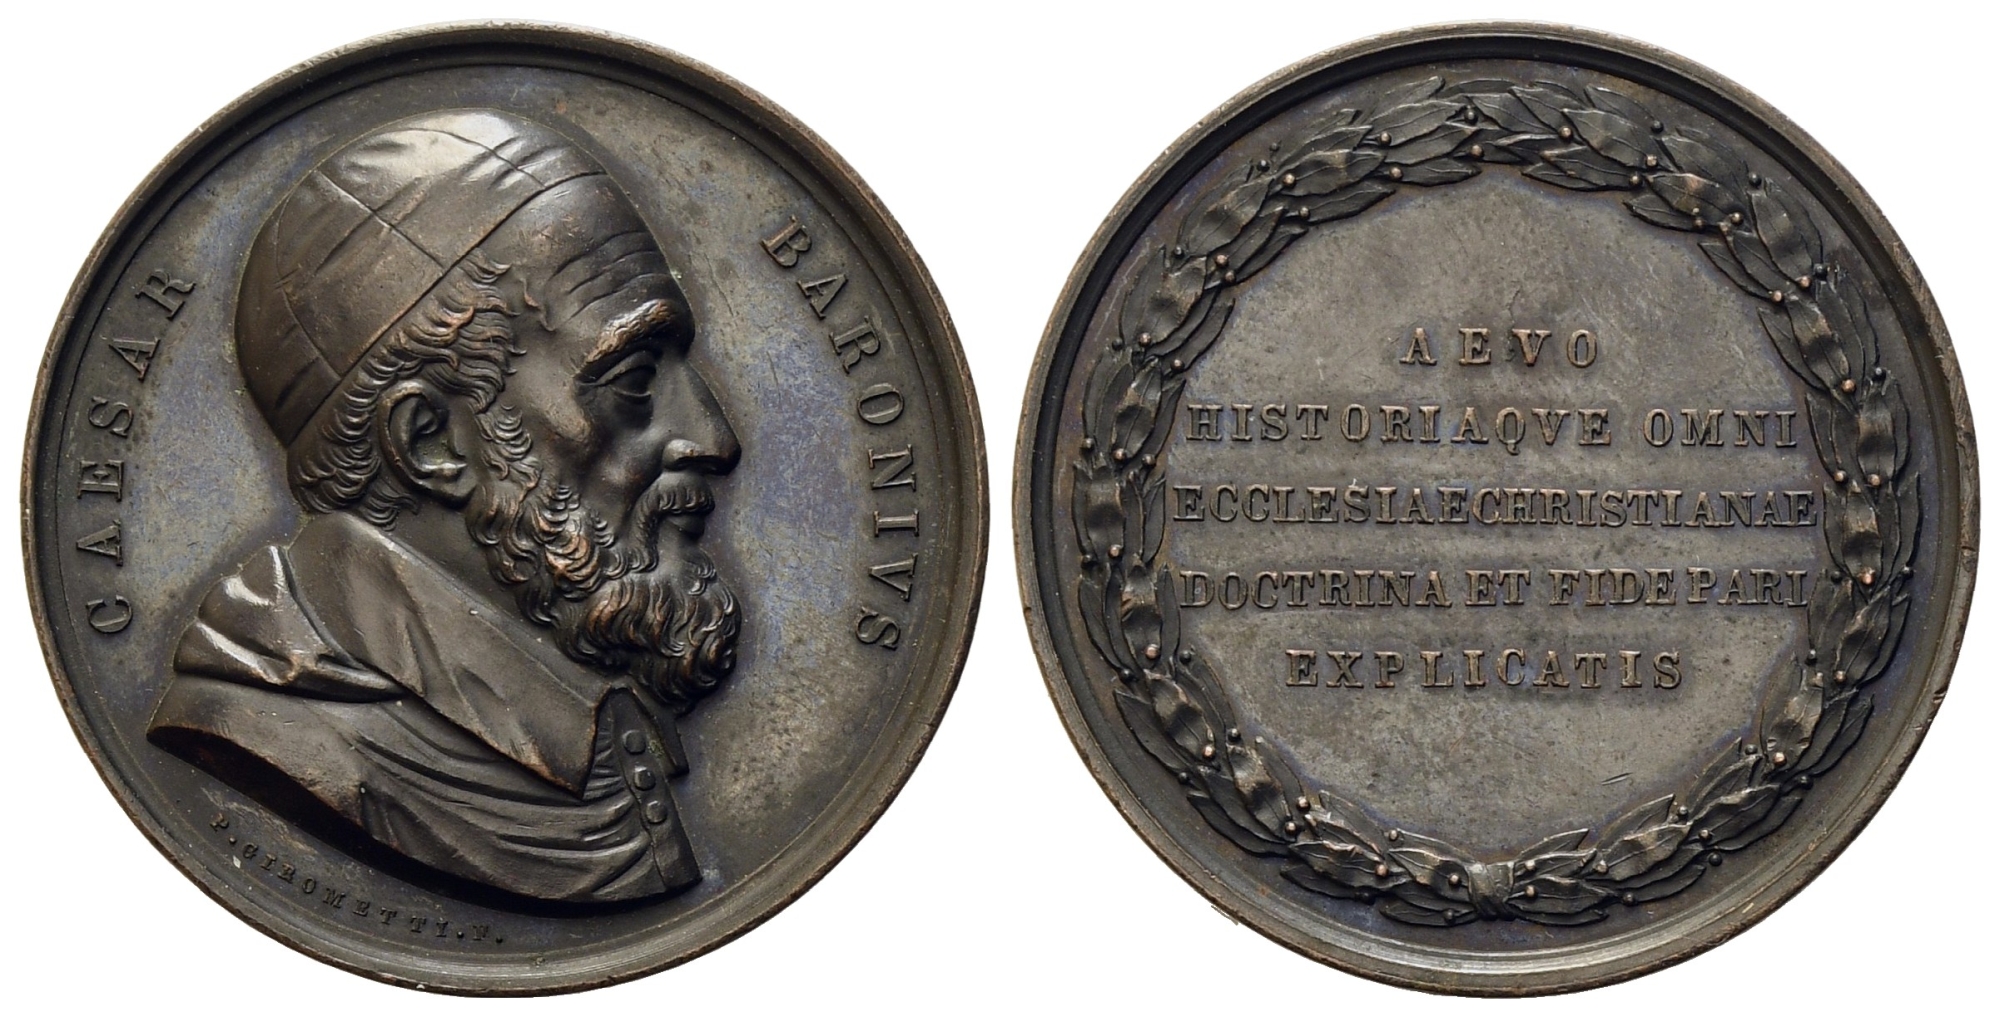 CAESAR BARONIVS
P. GIROMETTI. F.
AEVO
HISTORIAQVE OMNI
ECCLESIAE CHRISTIANAE
DOCTRINA ET FIDE PARI
EXPLICATIS